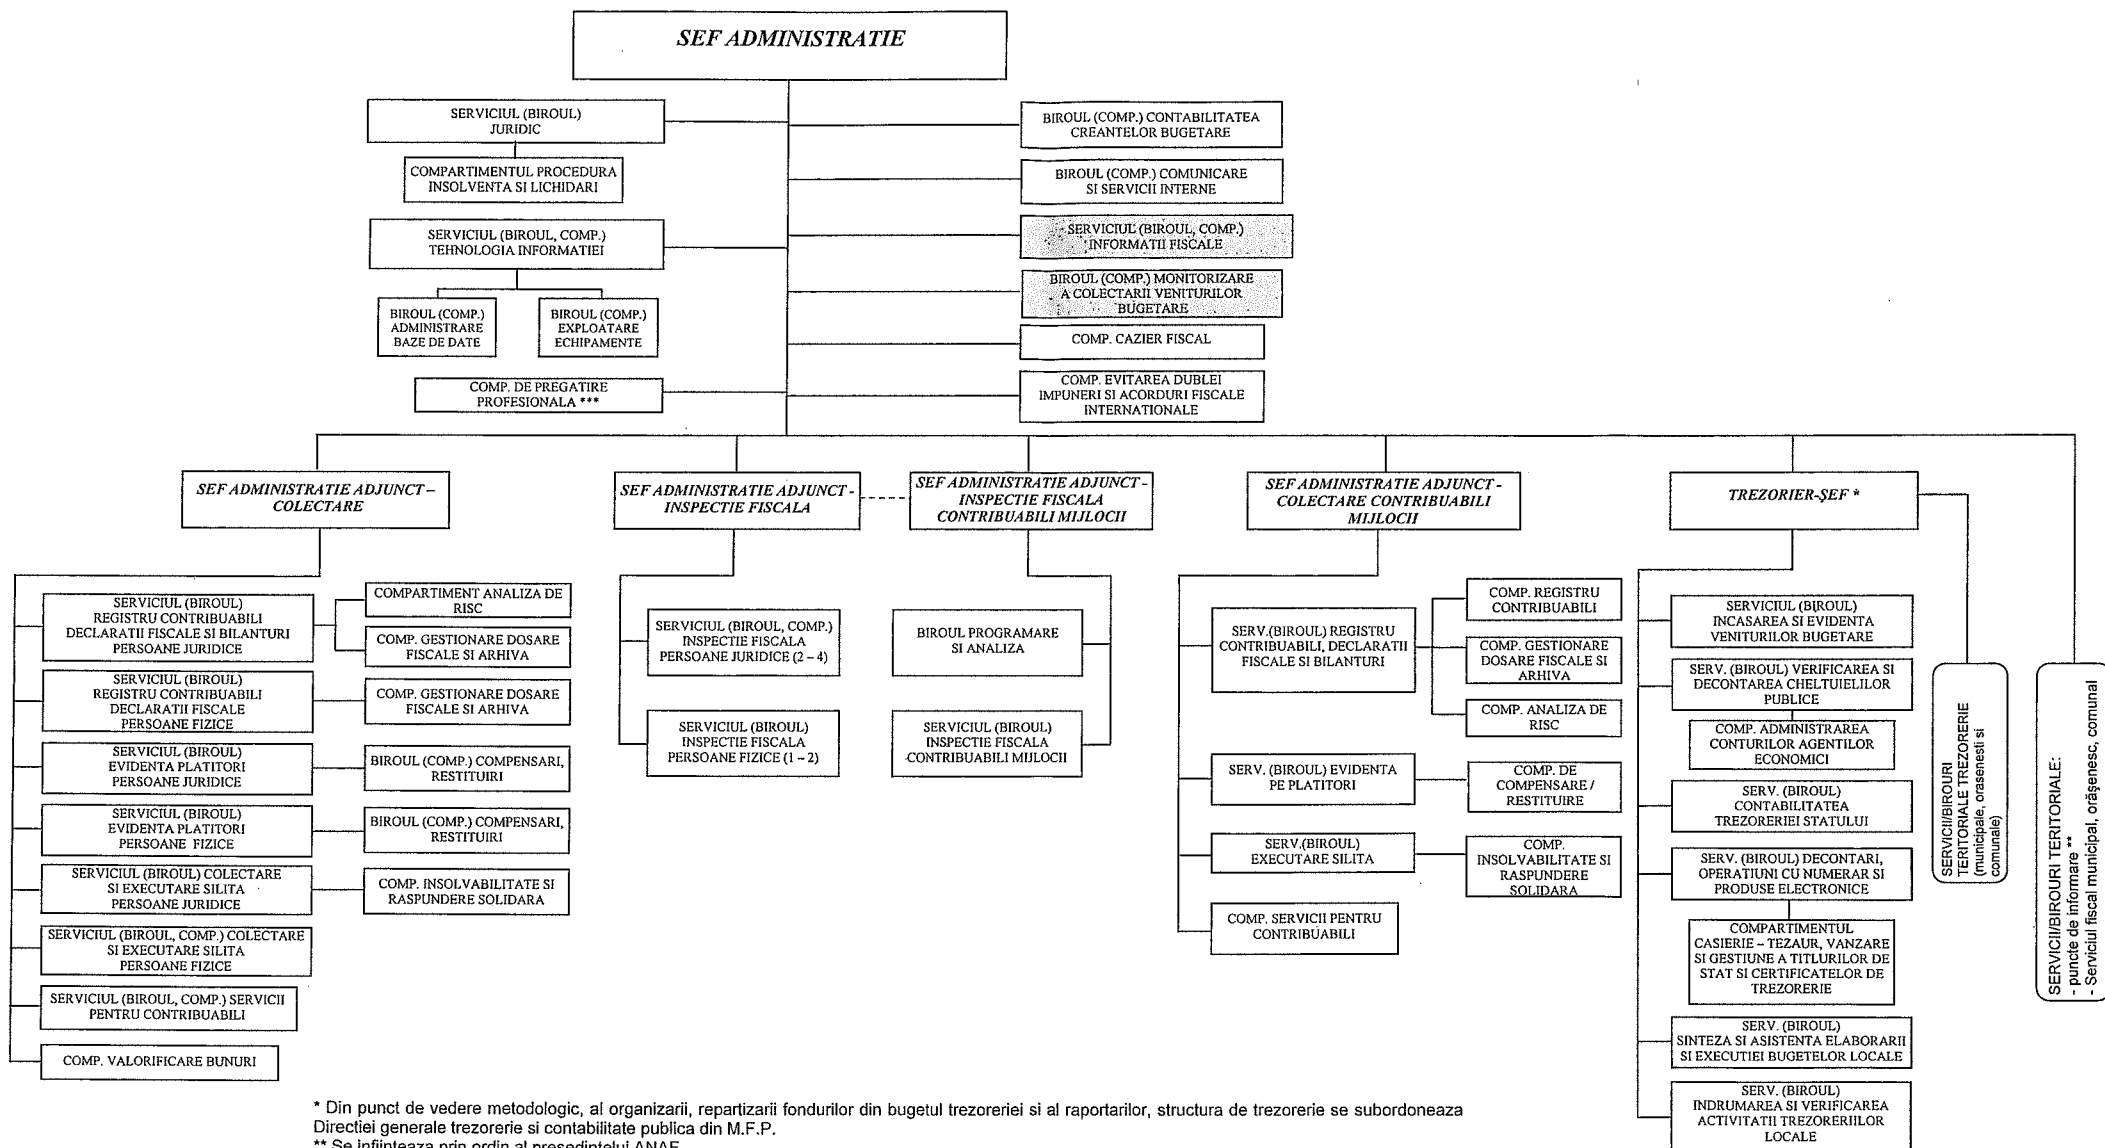 SEF ADMINISTRATIE
SERVICIUL (BIROUL)
JURIDIC
COMPARTIMENTUL PROCEDURA
INSOLVENTA SI LICHIDARI
SERVICIUL (BIROUL, COMP.)
TEHNOLOGIA INFORMATIEI
BIROUL (COMP.)
ADMINISTRARE
BAZE DE DATE
BIROUL (COMP.)
EXPLOATARE
ECHIPAMENTE
COMP. DE PREGATIRE
PROFESIONALA ***
BIROUL (COMP.) CONTABILITATEA
CREANTELOR BUGETARE
BIROUL (COMP.) COMUNICARE
SI SERVICII INTERNE
SERVICIUL (BIROUL, COMP.)
INFORMATII FISCALE
BIROUL (COMP.) MONITORIZARE
A COLECTARII VENITURILOR
BUGETARE
COMP. CAZIER FISCAL
COMP. EVITAREA DUBLEI
IMPUNERI SI ACORDURI FISCALE
INTERNATIONALE
SEF ADMINISTRATIE ADJUNCT –
COLECTARE
SEF ADMINISTRATIE ADJUNCT -
INSPECTIE FISCALA
SEF ADMINISTRATIE ADJUNCT -
INSPECTIE FISCALA
CONTRIBUABILI MIJLOCII
SEF ADMINISTRATIE ADJUNCT -
COLECTARE CONTRIBUABILI
MIJLOCII
TREZORIER-ŞEF *
SERVICIUL (BIROUL)
REGISTRU CONTRIBUABILI
DECLARATII FISCALE SI BILANTURI
PERSOANE JURIDICE
COMPARTIMENT ANALIZA DE
RISC
COMP. GESTIONARE DOSARE
FISCALE SI ARHIVA
SERVICIUL (BIROUL)
REGISTRU CONTRIBUABILI
DECLARATII FISCALE
PERSOANE FIZICE
COMP. GESTIONARE DOSARE
FISCALE SI ARHIVA
SERVICIUL (BIROUL)
EVIDENTA PLATITORI
PERSOANE JURIDICE
BIROUL (COMP.) COMPENSARI,
RESTITUIRI
SERVICIUL (BIROUL)
EVIDENTA PLATITORI
PERSOANE FIZICE
BIROUL (COMP.) COMPENSARI,
RESTITUIRI
SERVICIUL (BIROUL) COLECTARE
SI EXECUTARE SILITA
PERSOANE JURIDICE
COMP. INSOLVABILITATE SI
RASPUNDERE SOLIDARA
SERVICIUL (BIROUL, COMP.) COLECTARE
SI EXECUTARE SILITA
PERSOANE FIZICE
SERVICIUL (BIROUL, COMP.) SERVICII
PENTRU CONTRIBUABILI
COMP. VALORIFICARE BUNURI
SERVICIUL (BIROUL, COMP.)
INSPECTIE FISCALA
PERSOANE JURIDICE (2 – 4)
SERVICIUL (BIROUL)
INSPECTIE FISCALA
PERSOANE FIZICE (1 – 2)
BIROUL PROGRAMARE
SI ANALIZA
SERVICIUL (BIROUL)
INSPECTIE FISCALA
CONTRIBUABILI MIJLOCII
SERV.(BIROUL) REGISTRU
CONTRIBUABILI, DECLARATII
FISCALE SI BILANTURI
COMP. REGISTRU
CONTRIBUABILI
COMP. GESTIONARE
DOSARE FISCALE SI
ARHIVA
COMP. ANALIZA DE
RISC
SERV. (BIROUL) EVIDENTA
PE PLATITORI
COMP. DE
COMPENSARE /
RESTITUIRE
SERV.(BIROUL)
EXECUTARE SILITA
COMP.
INSOLVABILITATE SI
RASPUNDERE
SOLIDARA
COMP. SERVICII PENTRU
CONTRIBUABILI
SERVICIUL (BIROUL)
INCASAREA SI EVIDENTA
VENITURILOR BUGETARE
SERV. (BIROUL) VERIFICAREA SI
DECONTAREA CHELTUIELILOR
PUBLICE
COMP. ADMINISTRAREA
CONTURILOR AGENTILOR
ECONOMICI
SERV. (BIROUL)
CONTABILITATEA
TREZORERIEI STATULUI
SERV. (BIROUL) DECONTARI,
OPERATIUNI CU NUMERAR SI
PRODUSE ELECTRONICE
COMPARTIMENTUL
CASIERIE – TEZAUR, VANZARE
SI GESTIUNE A TITLURILOR DE
STAT SI CERTIFICATELOR DE
TREZORERIE
SERV. (BIROUL)
SINTEZA SI ASISTENTA ELABORARII
SI EXECUTIEI BUGETELOR LOCALE
SERV. (BIROUL)
INDRUMAREA SI VERIFICAREA
ACTIVITATII TREZORERIILOR
LOCALE
SERVICII/BIROURI
TERITORIALE TREZORERIE
(municipale, orasenesti si
comunale)
SERVICII/BIROURI TERITORIALE:
- puncte de informare **
- Serviciul fiscal municipal, orăşenesc, comunal
* Din punct de vedere metodologic, al organizarii, repartizarii fondurilor din bugetul trezoreriei si al raportarilor, structura de trezorerie se subordoneaza
Directiei generale trezorerie si contabilitate publica din M.F.P.
** Se infiinteaza prin ordin al presedintelui ANAF